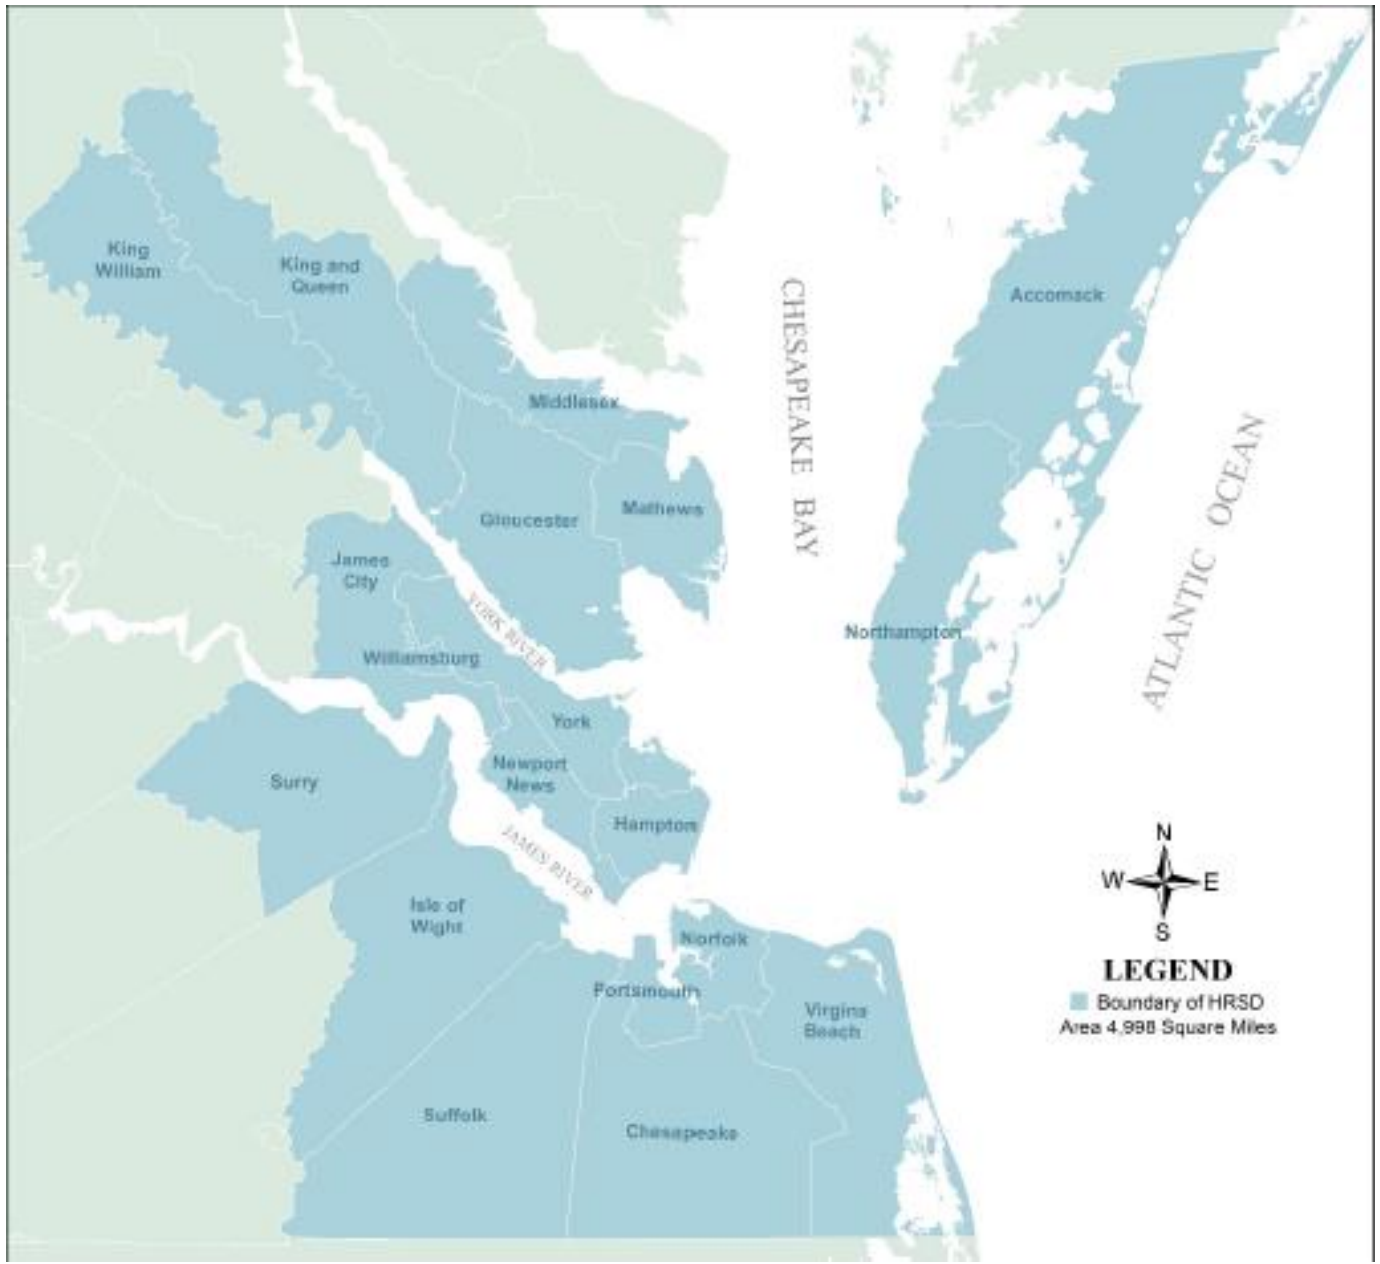 King
William
King and
Queen
Accomack
CHESAPEAKE BAY
Middlesex
ATLANTIC OCEAN
Mathews
Gloucester
James
City
YORK RIVER
Northampton
Williamsburg
York
Newport
News
Surry
Hampton
JAMES RIVER
Isle of
Wight
Norfolk
Portsmouth
Virgina
Beach
Suffolk
Chesapeake
N
W
E
S
LEGEND
Boundary of HRSD
Area 4,998 Square Miles